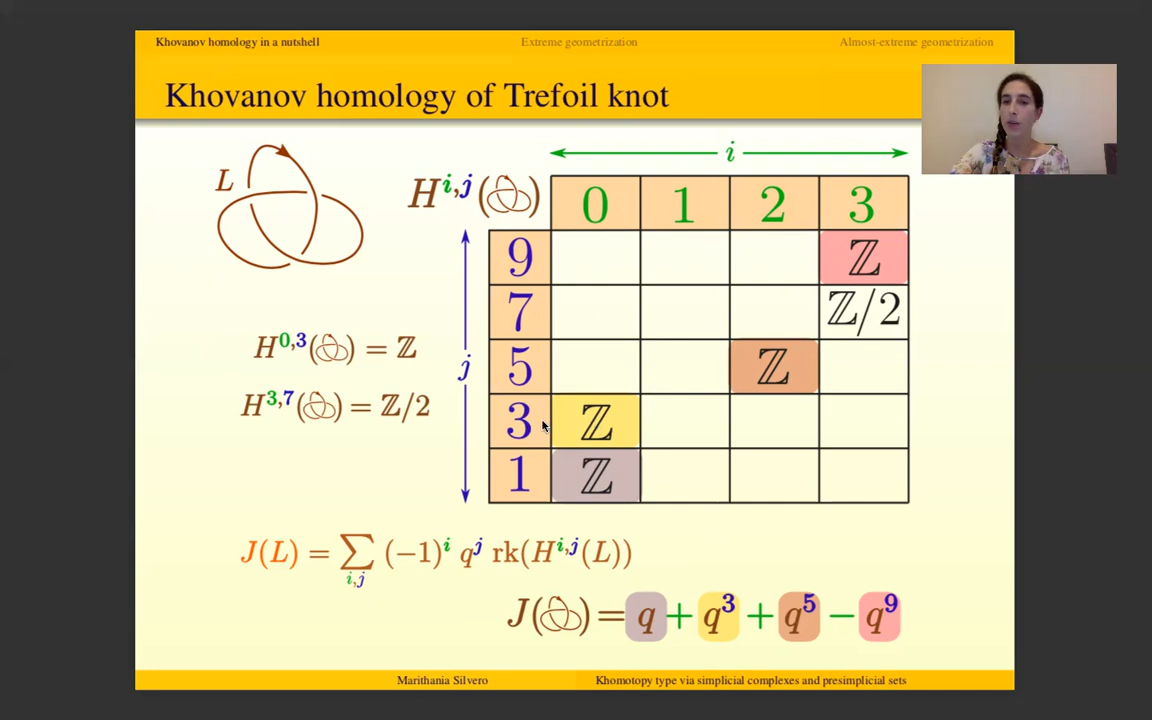 Khovanov homology in a nutshell Extreme geometrization Almost-extreme geometrization
Khovanov homology of Trefoil knot
L
i
H^{i,j}( ) 0 1 2 3
9 ℤ
7 ℤ/2
j 5 ℤ
3 ℤ
1 ℤ
H^{0,3}( ) = ℤ
H^{3,7}( ) = ℤ/2
J(L) = ∑_{i,j} (−1)^i q^j rk(H^{i,j}(L))
J( ) = q + q^3 + q^5 − q^9
Marithania Silvero Khomotopy type via simplicial complexes and presimplicial sets